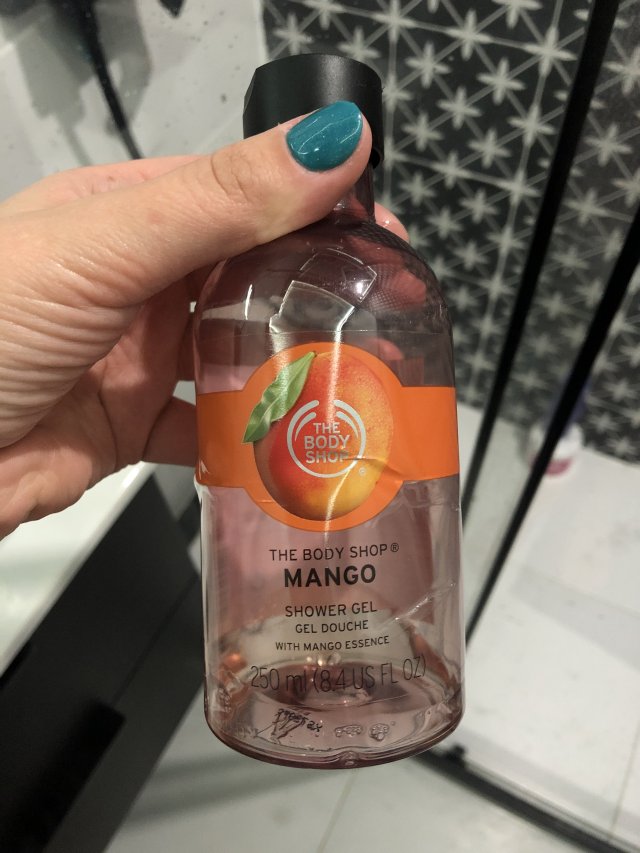 THE
BODY
SHOP
®
THE BODY SHOP®
MANGO
SHOWER GEL
GEL DOUCHE
WITH MANGO ESSENCE
250 ml (8.4 US FL OZ)